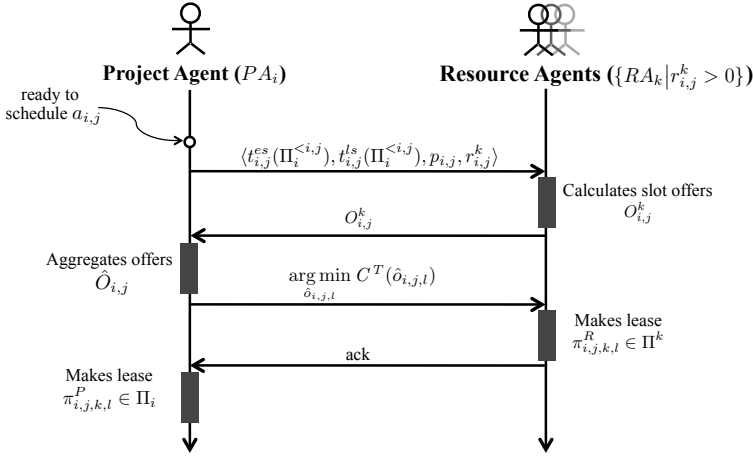 Project Agent (PA_i)
Resource Agents ({RA_k|r^k_{i,j} > 0})
ready to
schedule a_{i,j}
⟨t^{es}_{i,j}(Π_i^{<i,j}), t^{ls}_{i,j}(Π_i^{<i,j}), p_{i,j}, r^k_{i,j}⟩
Calculates slot offers
O^k_{i,j}
O^k_{i,j}
Aggregates offers
Ô_{i,j}
arg min C^T(ô_{i,j,l})
ô_{i,j,l}
Makes lease
π^R_{i,j,k,l} ∈ Π^k
ack
Makes lease
π^P_{i,j,k,l} ∈ Π_i